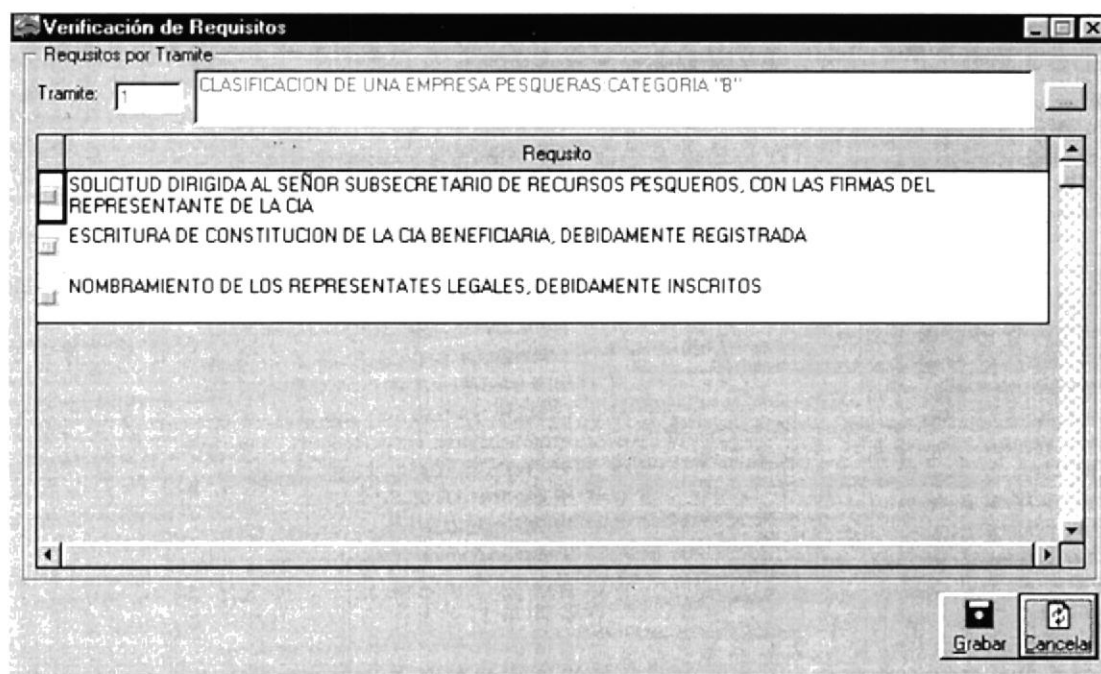 Verificación de Requisitos
Requsitos por Tramite
Tramite: 1 CLASIFICACION DE UNA EMPRESA PESQUERAS CATEGORIA "B" ...
Requsito
SOLICITUD DIRIGIDA AL SEÑOR SUBSECRETARIO DE RECURSOS PESQUEROS, CON LAS FIRMAS DEL
REPRESENTANTE DE LA CIA
ESCRITURA DE CONSTITUCION DE LA CIA BENEFICIARIA, DEBIDAMENTE REGISTRADA
NOMBRAMIENTO DE LOS REPRESENTATES LEGALES, DEBIDAMENTE INSCRITOS
Grabar Cancelar